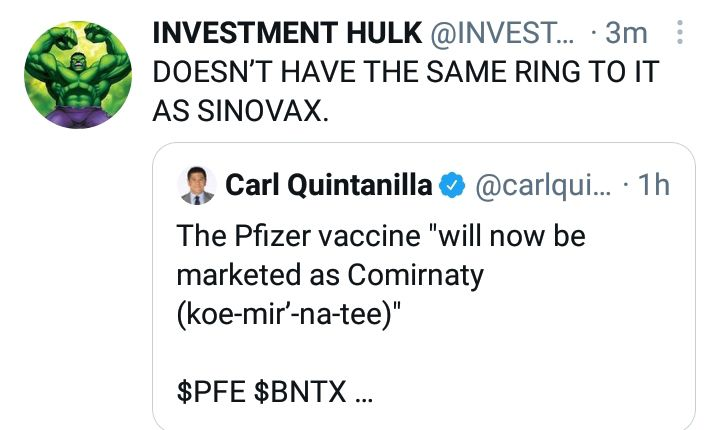 INVESTMENT HULK @INVEST... · 3m
DOESN'T HAVE THE SAME RING TO IT
AS SINOVAX.
Carl Quintanilla @carlqui... · 1h
The Pfizer vaccine "will now be
marketed as Comirnaty
(koe-mir’-na-tee)"
$PFE $BNTX ...